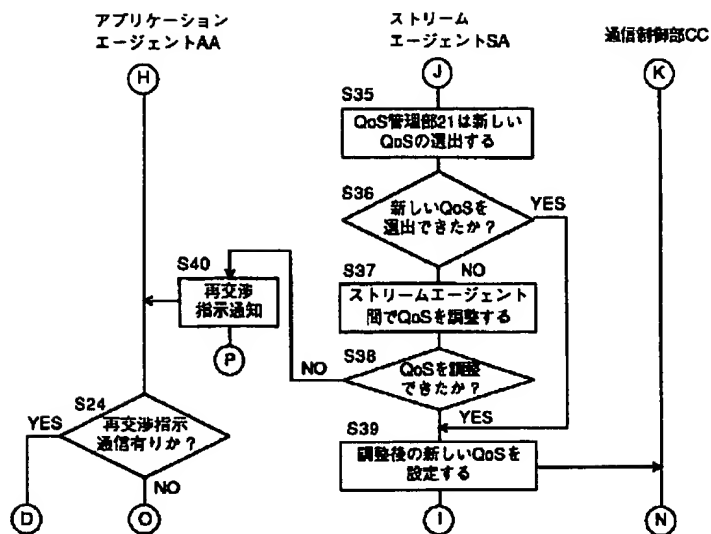 アプリケーション
エージェントAA
ストリーム
エージェントSA
通信制御部CC
H
J
K
S35
QoS管理部21は新しい
QoSの選出する
S36
新しいQoSを
選出できたか？
YES
NO
S40
再交渉
指示通知
P
S37
ストリームエージェント
間でQoSを調整する
S38
QoSを調整
できたか？
NO
YES
S24
再交渉指示
通信有りか？
YES
NO
S39
調整後の新しいQoSを
設定する
D
O
I
N